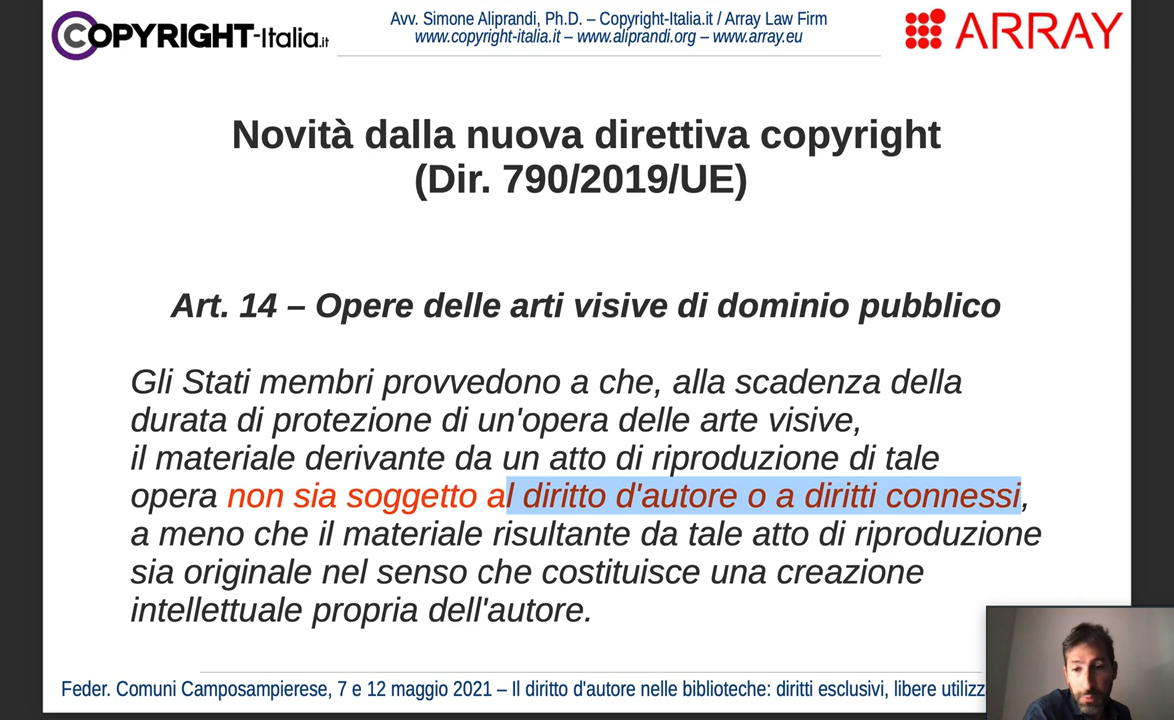 COPYRIGHT-Italia.it
Avv. Simone Aliprandi, Ph.D. – Copyright-Italia.it / Array Law Firm
www.copyright-italia.it – www.aliprandi.org – www.array.eu
ARRAY
Novità dalla nuova direttiva copyright
(Dir. 790/2019/UE)
Art. 14 – Opere delle arti visive di dominio pubblico
Gli Stati membri provvedono a che, alla scadenza della
durata di protezione di un'opera delle arte visive,
il materiale derivante da un atto di riproduzione di tale
opera non sia soggetto al diritto d'autore o a diritti connessi,
a meno che il materiale risultante da tale atto di riproduzione
sia originale nel senso che costituisce una creazione
intellettuale propria dell'autore.
Feder. Comuni Camposampierese, 7 e 12 maggio 2021 – Il diritto d'autore nelle biblioteche: diritti esclusivi, libere